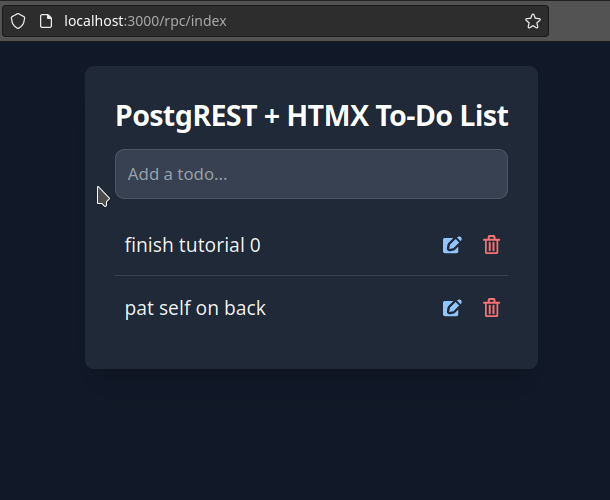 localhost:3000/rpc/index
PostgREST + HTMX To-Do List
Add a todo...
finish tutorial 0
pat self on back